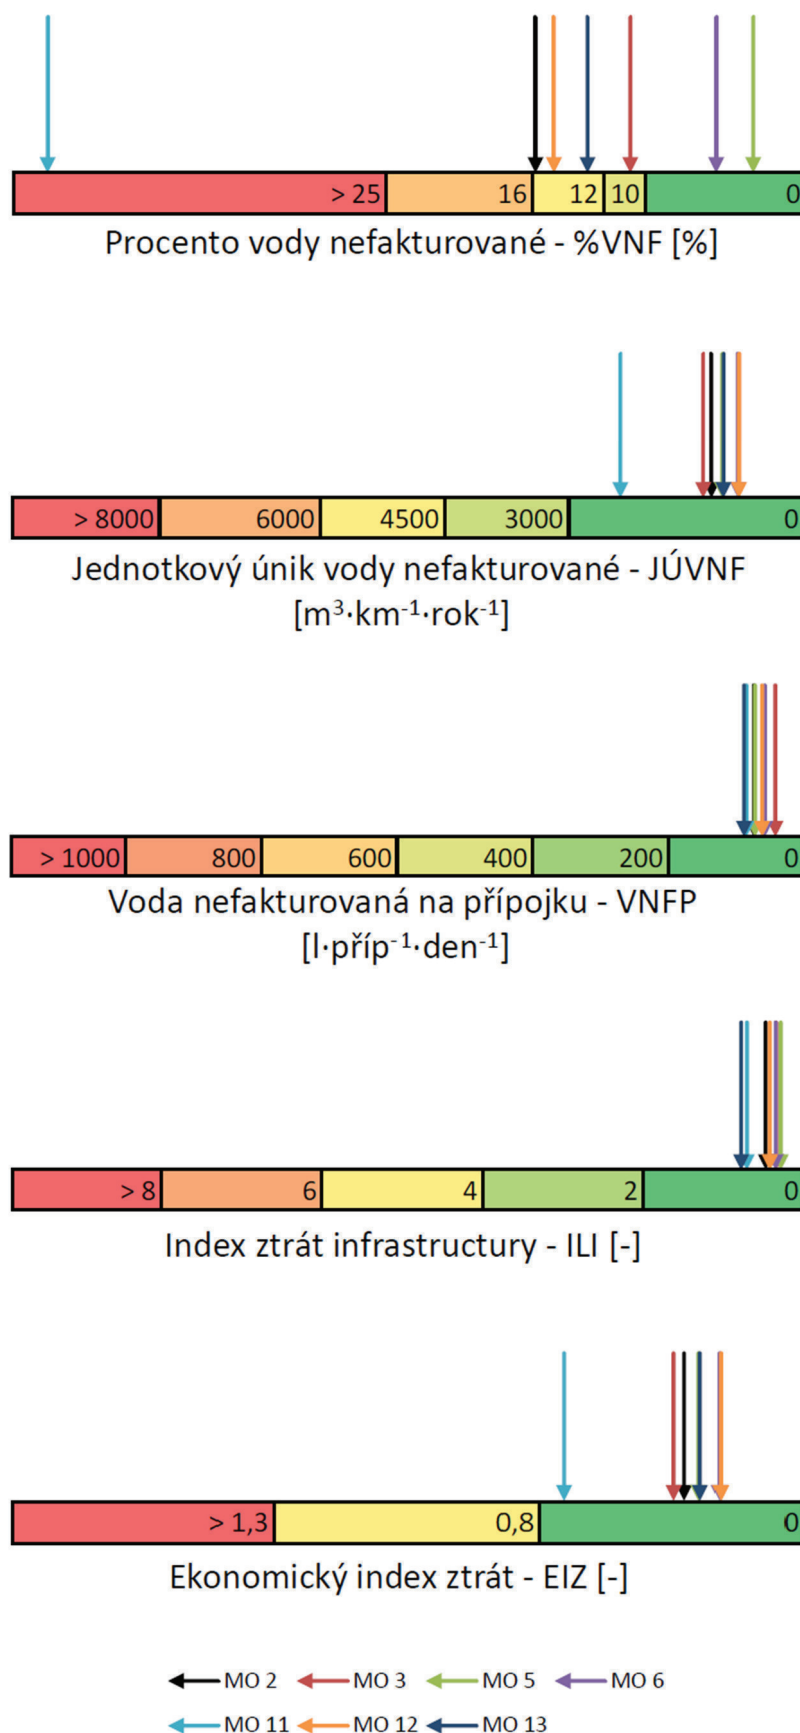 > 25 16 12 10 0
Procento vody nefakturované - %VNF [%]
> 8000 6000 4500 3000 0
Jednotkový únik vody nefakturované - JÚVNF
[m³·km⁻¹·rok⁻¹]
> 1000 800 600 400 200 0
Voda nefakturovaná na přípojku - VNFP
[l·příp⁻¹·den⁻¹]
> 8 6 4 2 0
Index ztrát infrastructury - ILI [-]
> 1,3 0,8 0
Ekonomický index ztrát - EIZ [-]
MO 2 MO 3 MO 5 MO 6
MO 11 MO 12 MO 13